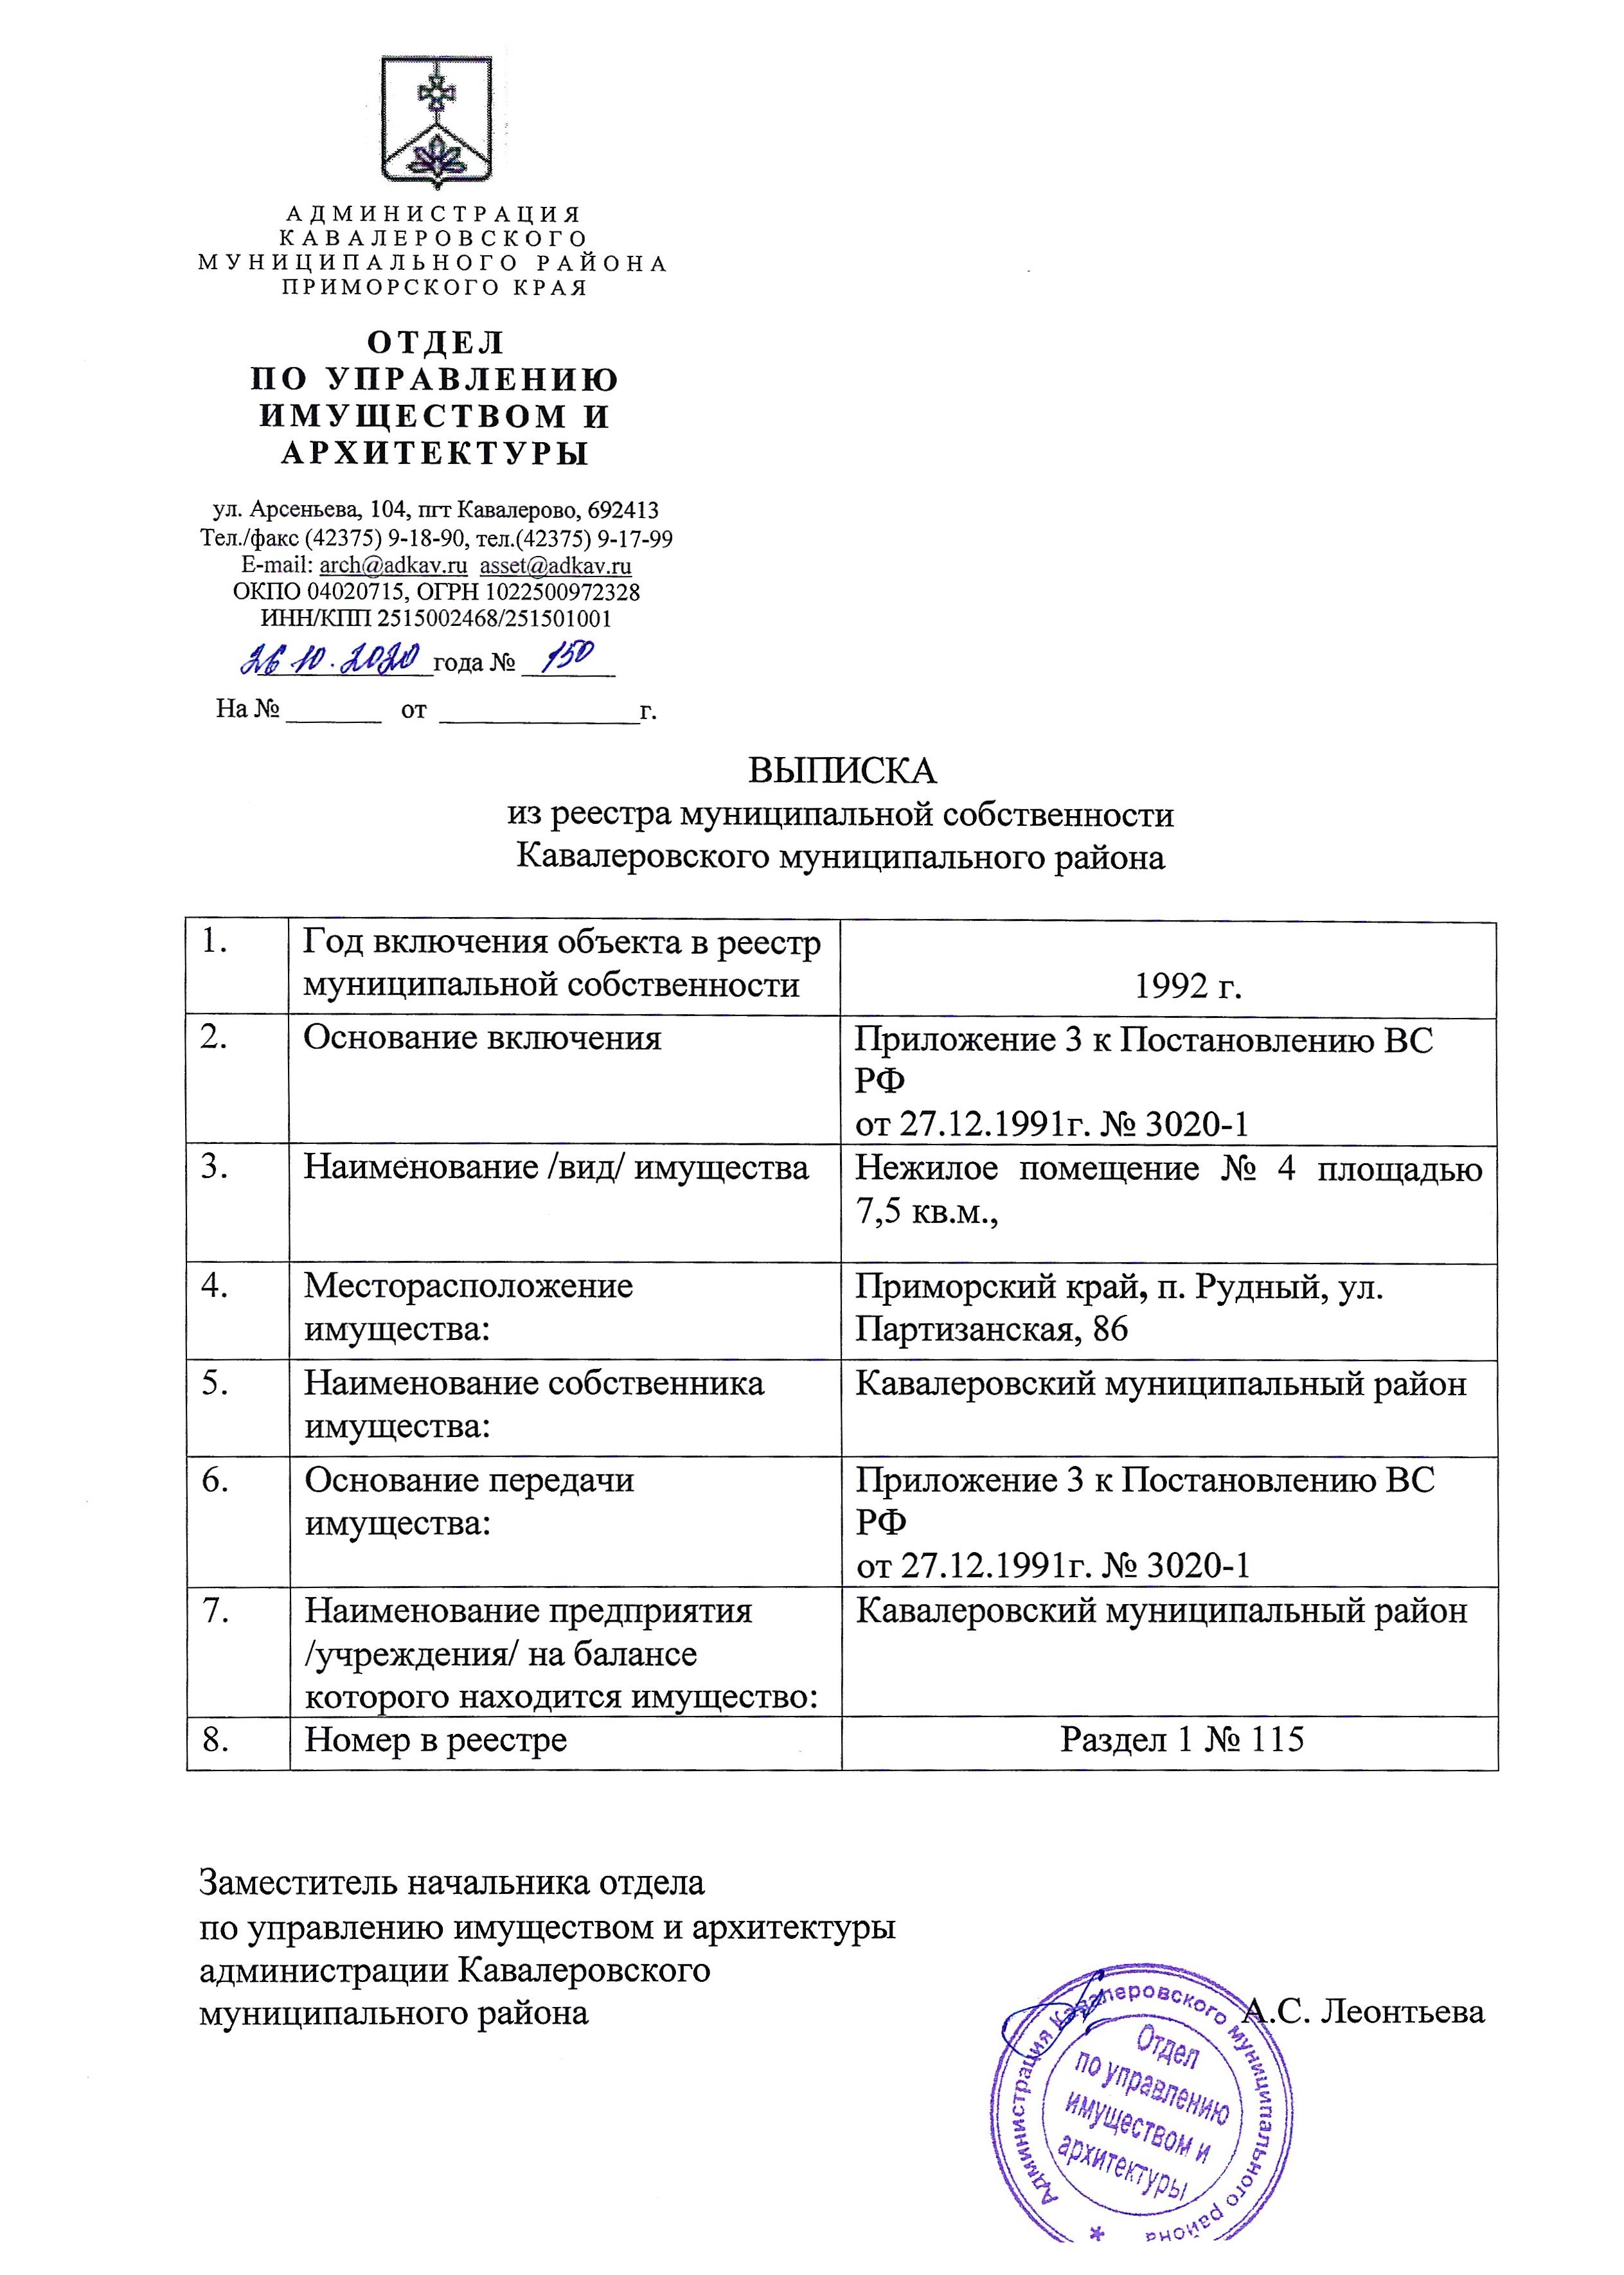 АДМИНИСТРАЦИЯ
КАВАЛЕРОВСКОГО
МУНИЦИПАЛЬНОГО РАЙОНА
ПРИМОРСКОГО КРАЯ
ОТДЕЛ
ПО УПРАВЛЕНИЮ
ИМУЩЕСТВОМ И
АРХИТЕКТУРЫ
ул. Арсеньева, 104, пгт Кавалерово, 692413
Тел./факс (42375) 9-18-90, тел.(42375) 9-17-99
E-mail: arch@adkav.ru asset@adkav.ru
ОКПО 04020715, ОГРН 1022500972328
ИНН/КПП 2515002468/251501001
26 10. 2020 года № 150
На № _______ от _______________г.
ВЫПИСКА
из реестра муниципальной собственности
Кавалеровского муниципального района
1. Год включения объекта в реестр
муниципальной собственности
1992 г.
2. Основание включения
Приложение 3 к Постановлению ВС
РФ
от 27.12.1991г. № 3020-1
3. Наименование /вид/ имущества
Нежилое помещение № 4 площадью
7,5 кв.м.,
4. Месторасположение
имущества:
Приморский край, п. Рудный, ул.
Партизанская, 86
5. Наименование собственника
имущества:
Кавалеровский муниципальный район
6. Основание передачи
имущества:
Приложение 3 к Постановлению ВС
РФ
от 27.12.1991г. № 3020-1
7. Наименование предприятия
/учреждения/ на балансе
которого находится имущество:
Кавалеровский муниципальный район
8. Номер в реестре
Раздел 1 № 115
Заместитель начальника отдела
по управлению имуществом и архитектуры
администрации Кавалеровского
муниципального района
А.С. Леонтьева
Администрация Кавалеровского муниципального района *
Отдел
по управлению
имуществом и
архитектуры